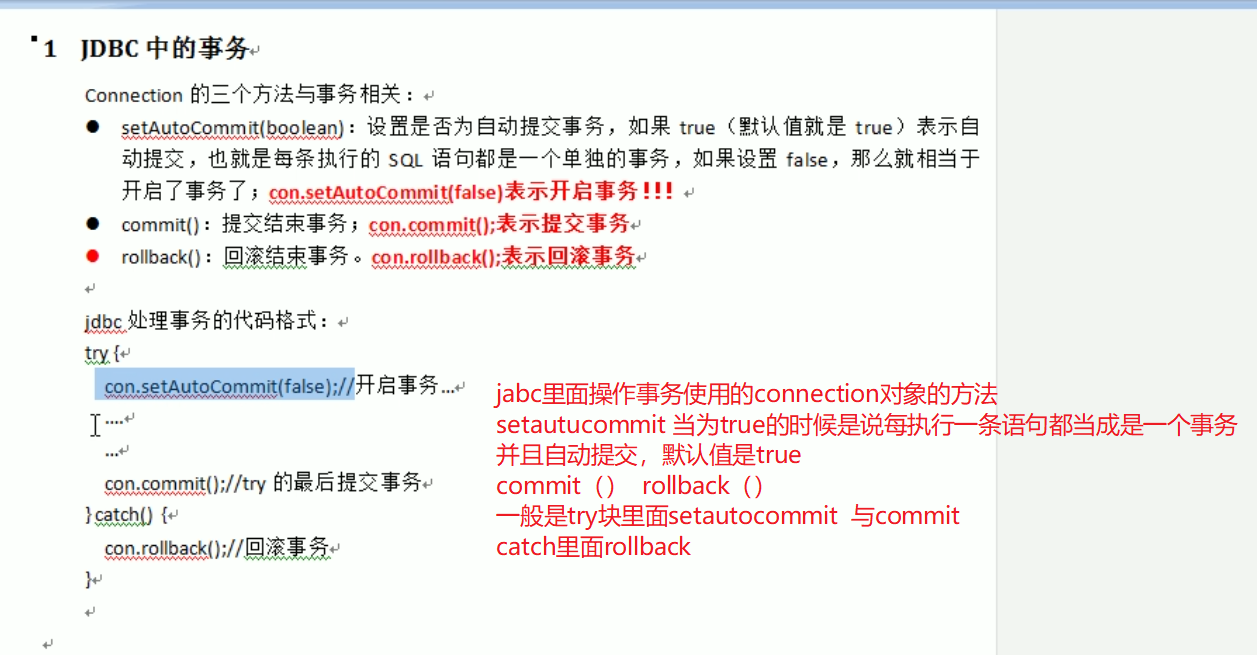 1 JDBC 中的事务
Connection 的三个方法与事务相关：
● setAutoCommit(boolean)：设置是否为自动提交事务，如果 true（默认值就是 true）表示自
动提交，也就是每条执行的 SQL 语句都是一个单独的事务，如果设置 false，那么就相当于
开启了事务了；con.setAutoCommit(false)表示开启事务!!!
● commit()：提交结束事务；con.commit();表示提交事务
● rollback()：回滚结束事务。con.rollback();表示回滚事务
jdbc 处理事务的代码格式：
try {
con.setAutoCommit(false);//开启事务...
....
...
con.commit();//try 的最后提交事务
} catch() {
con.rollback();//回滚事务
}
jabc里面操作事务使用的connection对象的方法
setautucommit 当为true的时候是说每执行一条语句都当成是一个事务
并且自动提交，默认值是true
commit（） rollback（）
一般是try块里面setautocommit 与commit
catch里面rollback